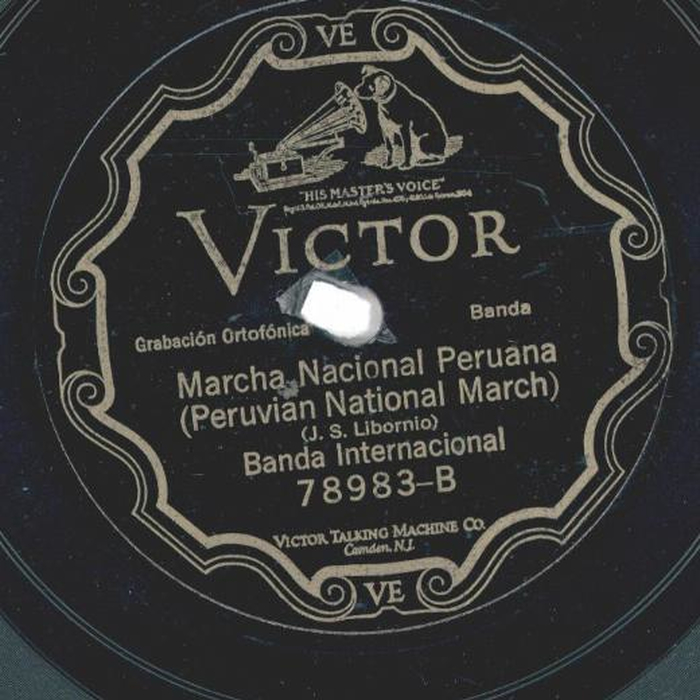 VE
"HIS MASTER'S VOICE"
VICTOR
Grabación Ortofónica
Banda
Marcha Nacional Peruana
(Peruvian National March)
(J. S. Libornio)
Banda Internacional
78983-B
VICTOR TALKING MACHINE CO.
Camden, N.J.
VE